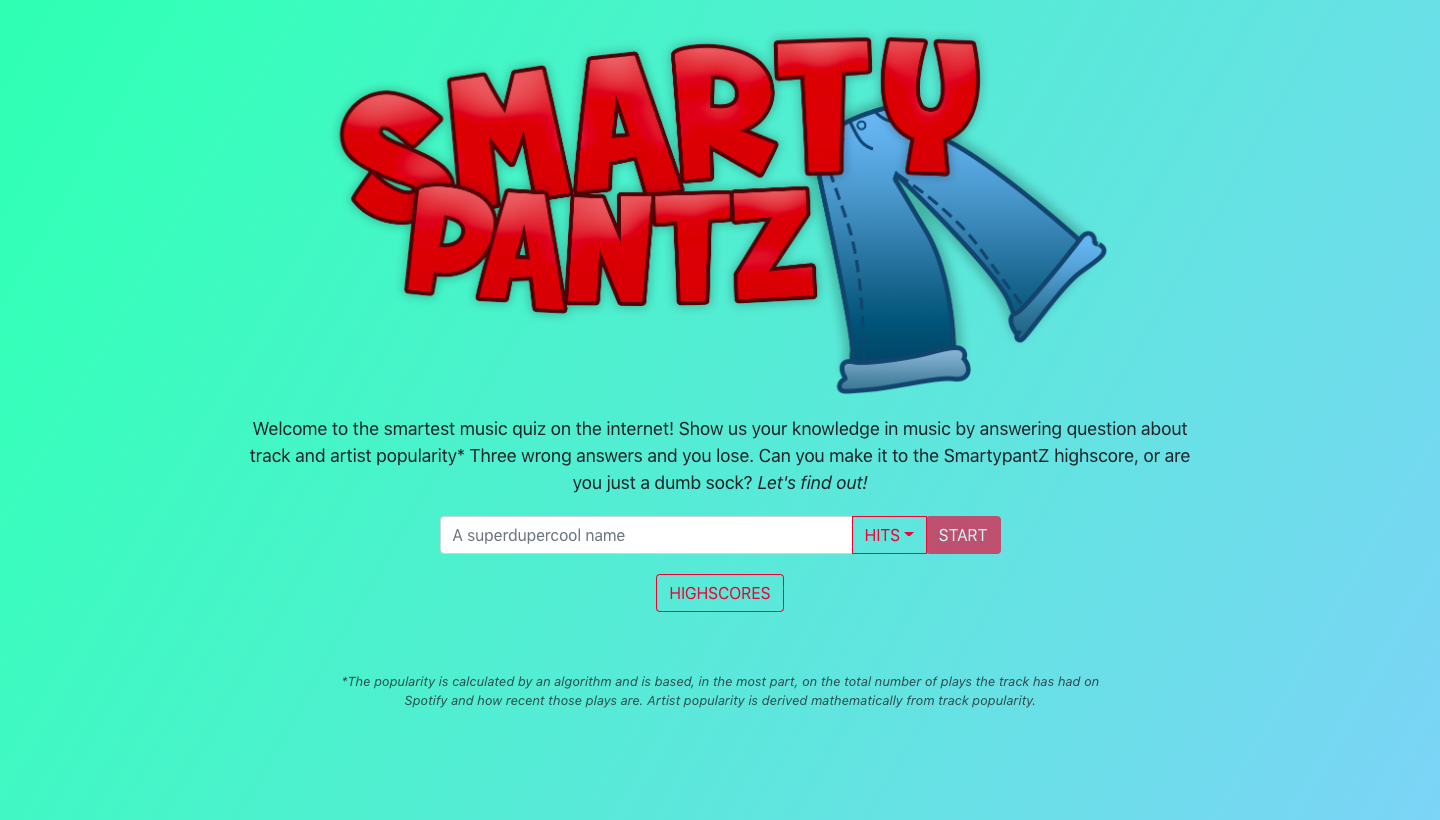 SMARTY
PANTZ
Welcome to the smartest music quiz on the internet! Show us your knowledge in music by answering question about
track and artist popularity* Three wrong answers and you lose. Can you make it to the SmartypantZ highscore, or are
you just a dumb sock? Let's find out!
A superdupercool name
HITS
START
HIGHSCORES
*The popularity is calculated by an algorithm and is based, in the most part, on the total number of plays the track has had on
Spotify and how recent those plays are. Artist popularity is derived mathematically from track popularity.